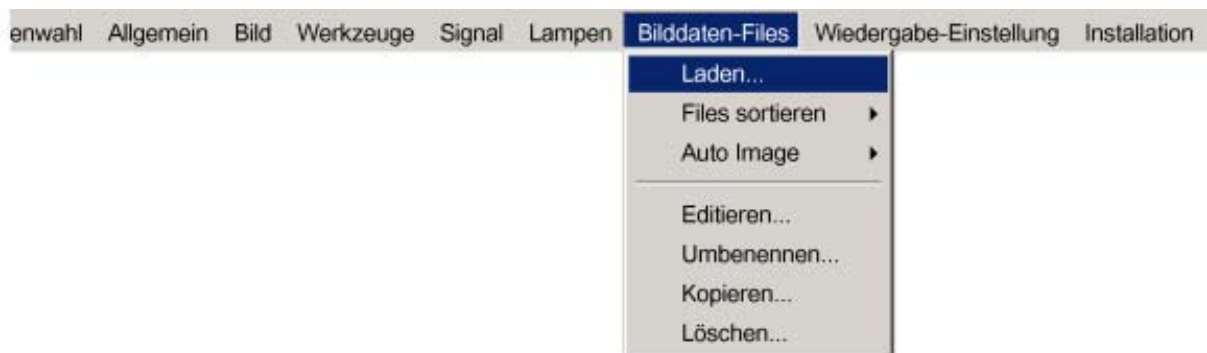 enwahl Allgemein Bild Werkzeuge Signal Lampen Bilddaten-Files Wiedergabe-Einstellung Installation
Laden...
Files sortieren
Auto Image
Editieren...
Umbenennen...
Kopieren...
Löschen...